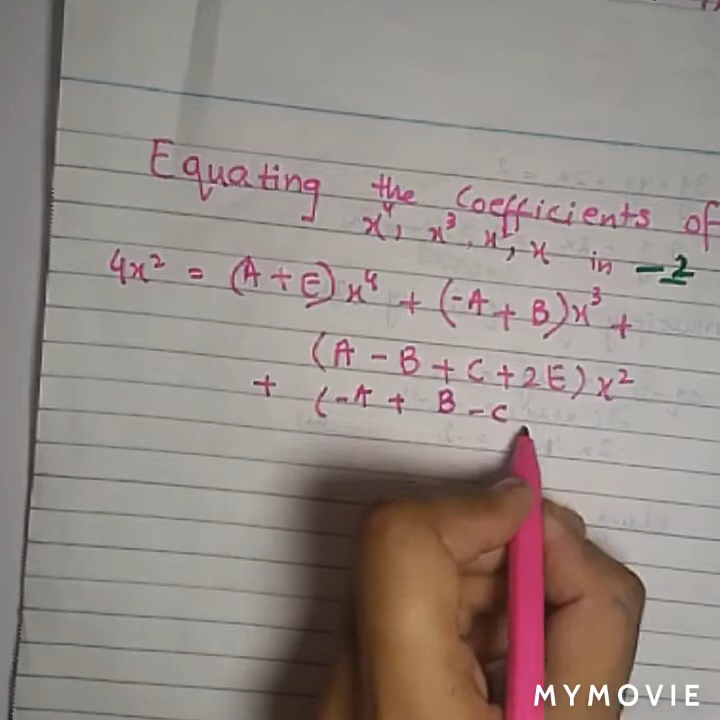 Equating the coefficients of
x⁴, x³, x², x in -2
4x² = (A + E)x⁴ + (-A + B)x³ +
(A - B + C + 2E)x²
+ (-A + B - C
MYMOVIE